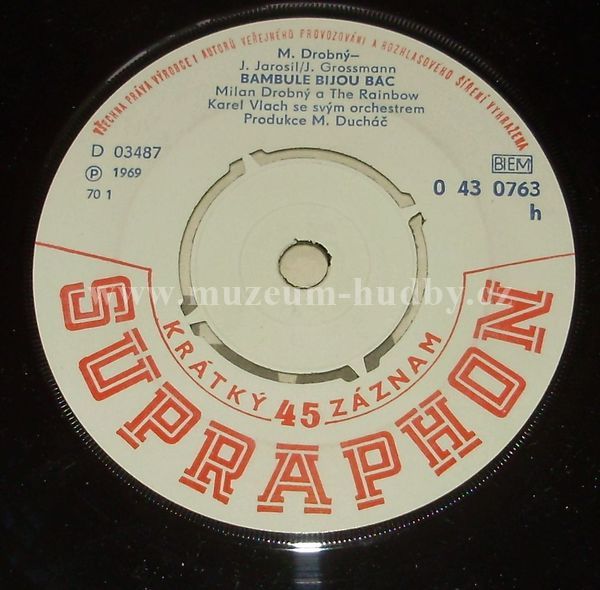 VŠECHNA PRÁVA VÝROBCE I AUTORŮ VEŘEJNÉHO PROVOZOVÁNÍ A ROZHLASOVÉHO ŠÍŘENÍ VYHRAŽENA
M. Drobný–
J. Jarosil/J. Grossmann
BAMBULE BIJOU BAC
Milan Drobný a The Rainbow
Karel Vlach se svým orchestrem
Produkce M. Ducháč
D 03487
℗ 1969
70 1
BIEM
0 43 0763
h
www.muzeum-hudby.cz
KRÁTKÝ 45 ZÁZNAM
SUPRAPHON